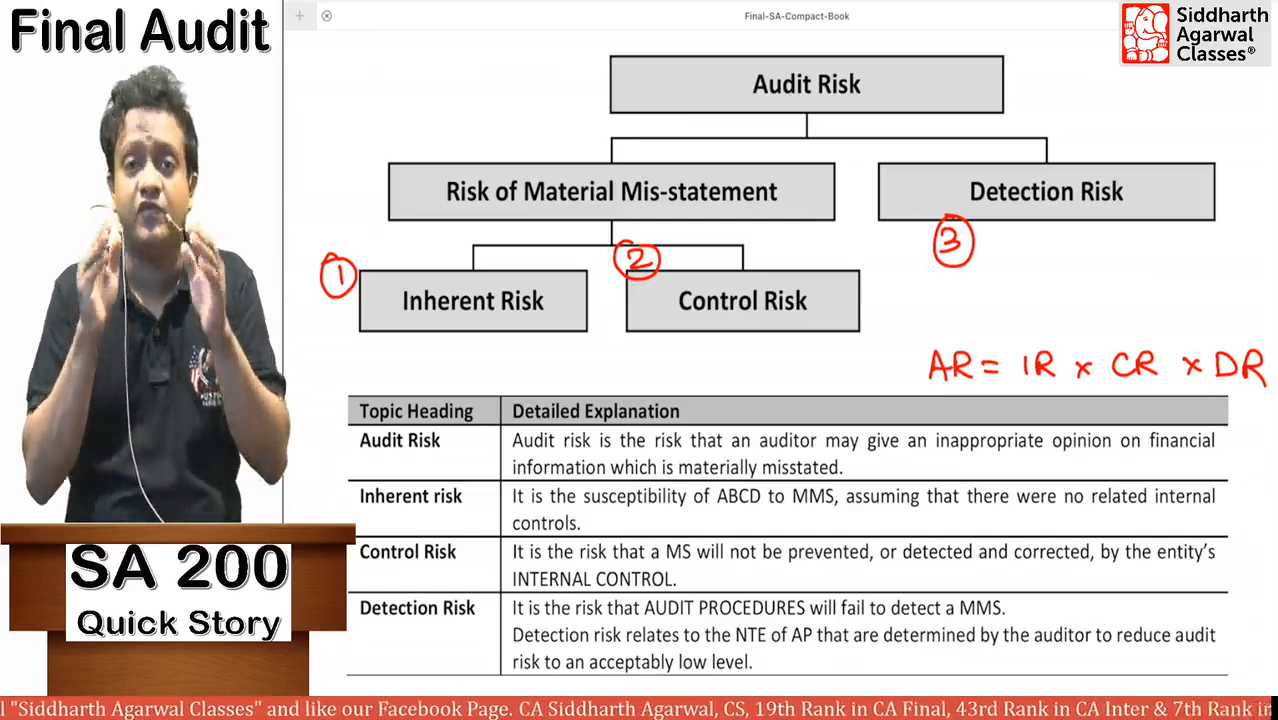 Final Audit
Final-SA-Compact-Book
Siddharth
Agarwal
Classes®
Audit Risk
Risk of Material Mis-statement
Detection Risk
3
1
2
Inherent Risk
Control Risk
AR = IR × CR × DR
Topic Heading Detailed Explanation
Audit Risk Audit risk is the risk that an auditor may give an inappropriate opinion on financial
information which is materially misstated.
Inherent risk It is the susceptibility of ABCD to MMS, assuming that there were no related internal
controls.
Control Risk It is the risk that a MS will not be prevented, or detected and corrected, by the entity's
INTERNAL CONTROL.
Detection Risk It is the risk that AUDIT PROCEDURES will fail to detect a MMS.
Detection risk relates to the NTE of AP that are determined by the auditor to reduce audit
risk to an acceptably low level.
SA 200
Quick Story
l "Siddharth Agarwal Classes" and like our Facebook Page. CA Siddharth Agarwal, CS, 19th Rank in CA Final, 43rd Rank in CA Inter & 7th Rank in